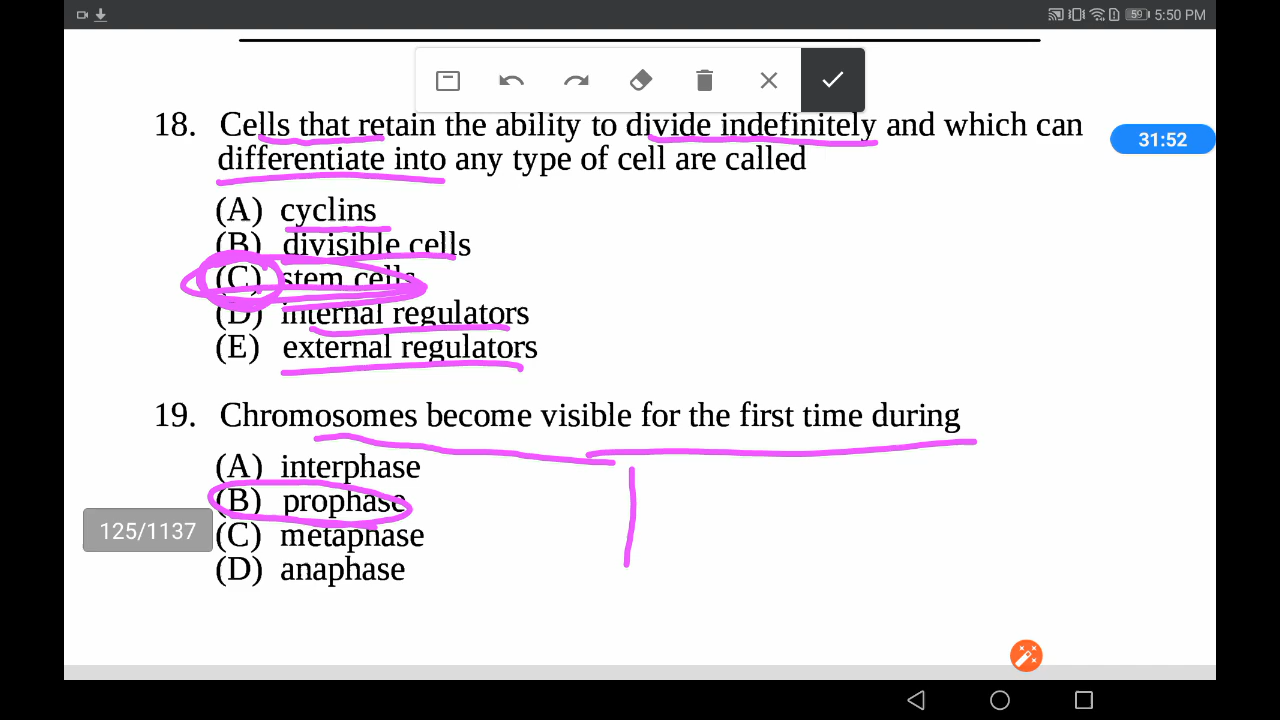 59 5:50 PM
18. Cells that retain the ability to divide indefinitely and which can
31:52
differentiate into any type of cell are called
(A) cyclins
(B) divisible cells
(C) stem cells
(D) internal regulators
(E) external regulators
19. Chromosomes become visible for the first time during
(A) interphase
(B) prophase
125/1137
(C) metaphase
(D) anaphase